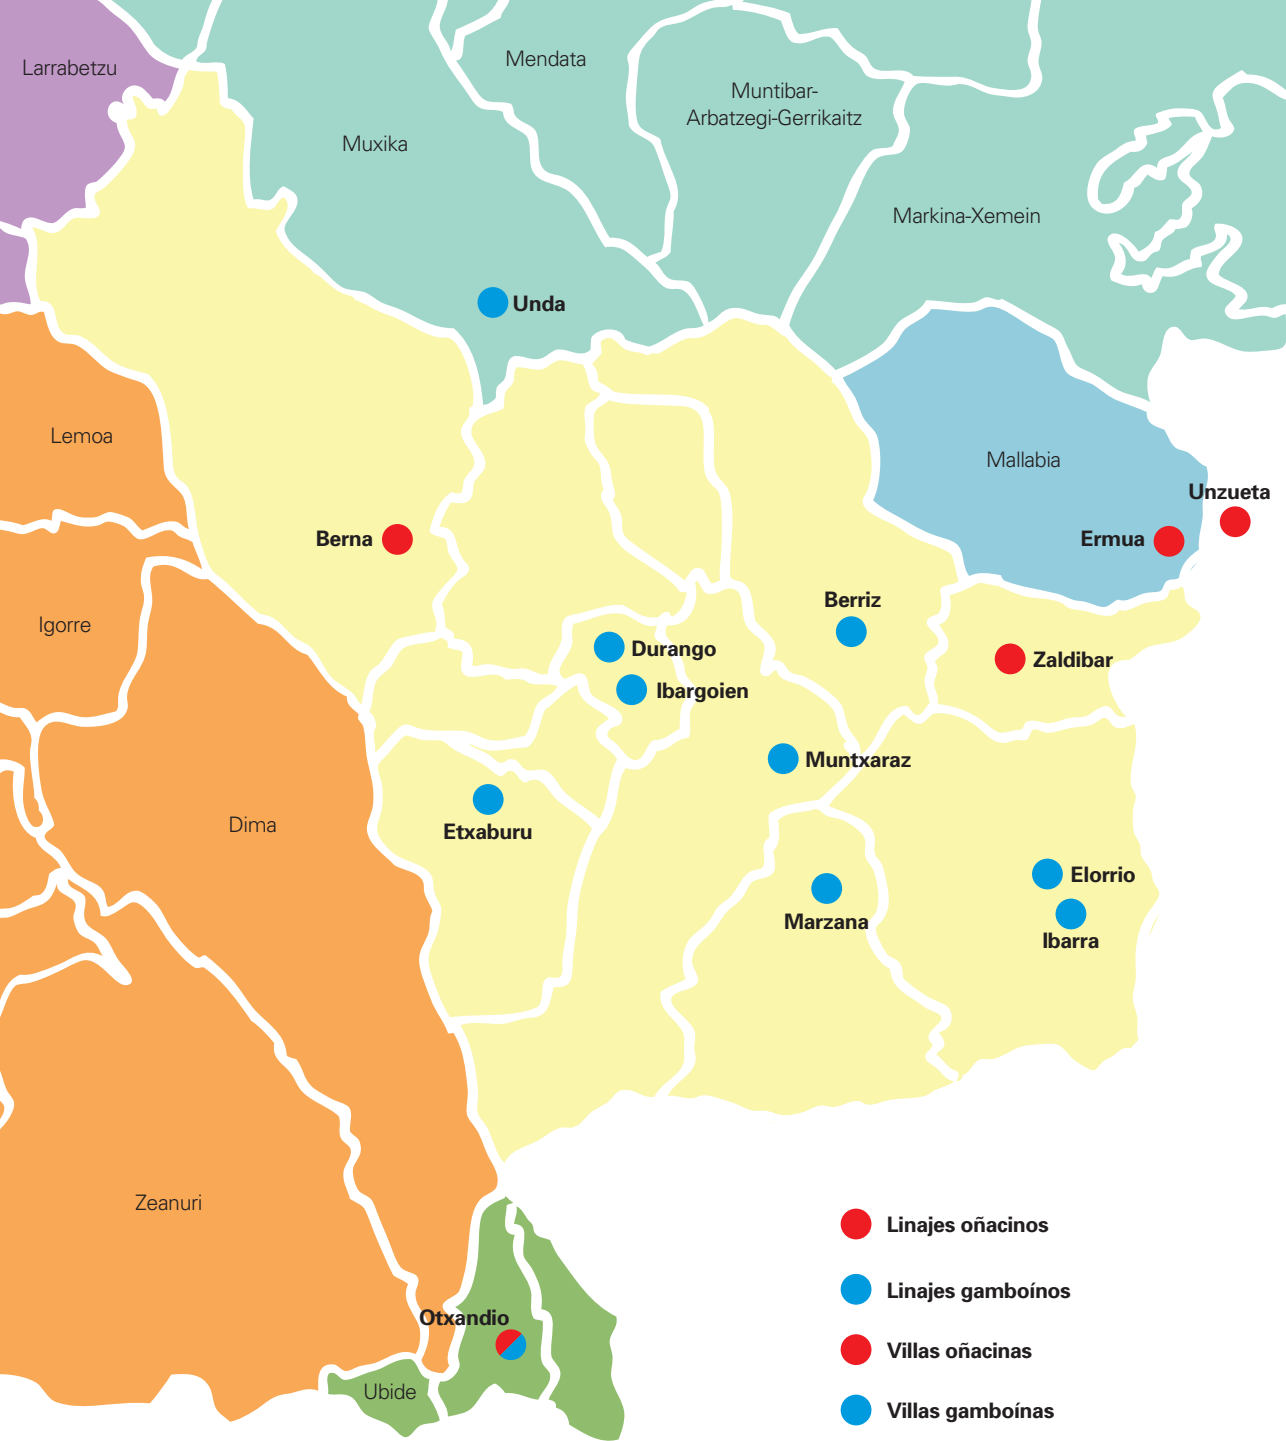 Larrabetzu
Mendata
Muntibar-
Arbatzegi-Gerrikaitz
Muxika
Markina-Xemein
Unda
Lemoa
Mallabia
Unzueta
Berna
Ermua
Berriz
Igorre
Durango
Zaldibar
Ibargoien
Muntxaraz
Dima
Etxaburu
Elorrio
Marzana
Ibarra
Zeanuri
Linajes oñacinos
Linajes gamboínos
Otxandio
Villas oñacinas
Ubide
Villas gamboínas